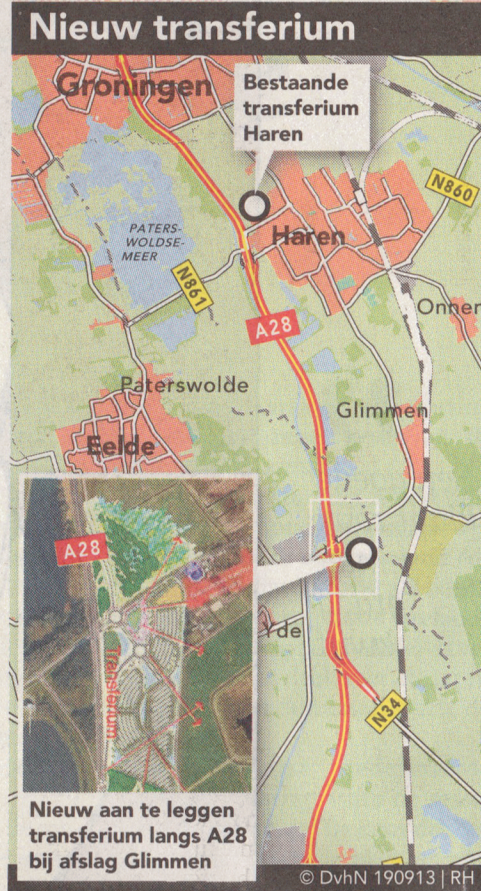 Nieuw transferium
Groningen
Bestaande
transferium
Haren
N860
PATERS-
WOLDSE-
MEER
Haren
N861
A28
Onnen
Paterswolde
Glimmen
Eelde
A28
Transferium
Yde
N34
Nieuw aan te leggen
transferium langs A28
bij afslag Glimmen
© DvhN 190913 | RH